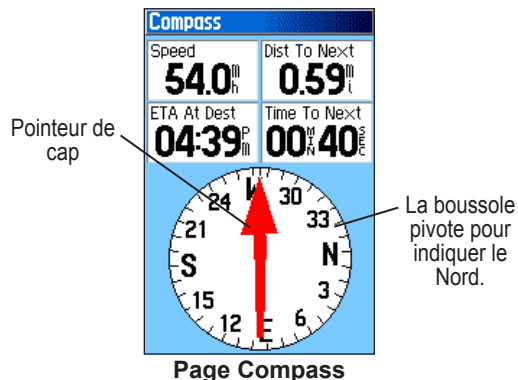 Compass
Speed
Dist To Next
54.0 mh
0.59 mi
ETA At Dest
Time To Next
04:39 PM
00 MIN 40 SEC
Pointeur de
cap
La boussole
pivote pour
indiquer le
Nord.
W
24
30
21
33
S
N
15
3
12
6
E
Page Compass